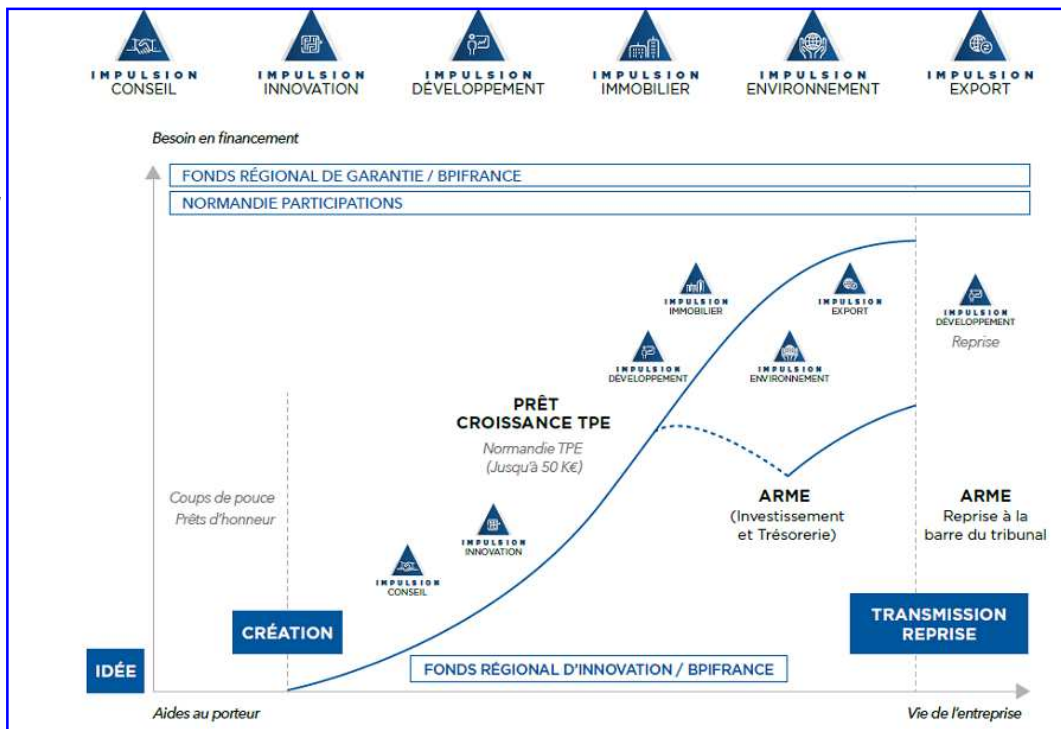 IMPULSION
CONSEIL
IMPULSION
INNOVATION
IMPULSION
DÉVELOPPEMENT
IMPULSION
IMMOBILIER
IMPULSION
ENVIRONNEMENT
IMPULSION
EXPORT
Besoin en financement
FONDS RÉGIONAL DE GARANTIE / BPIFRANCE
NORMANDIE PARTICIPATIONS
IMPULSION
IMMOBILIER
IMPULSION
EXPORT
IMPULSION
DÉVELOPPEMENT
Reprise
IMPULSION
DÉVELOPPEMENT
IMPULSION
ENVIRONNEMENT
PRÊT
CROISSANCE TPE
Normandie TPE
(Jusqu'à 50 K€)
Coups de pouce
Prêts d'honneur
IMPULSION
INNOVATION
IMPULSION
CONSEIL
ARME
(Investissement
et Trésorerie)
ARME
Reprise à la
barre du tribunal
CRÉATION
TRANSMISSION
REPRISE
IDÉE
FONDS RÉGIONAL D'INNOVATION / BPIFRANCE
Aides au porteur
Vie de l'entreprise